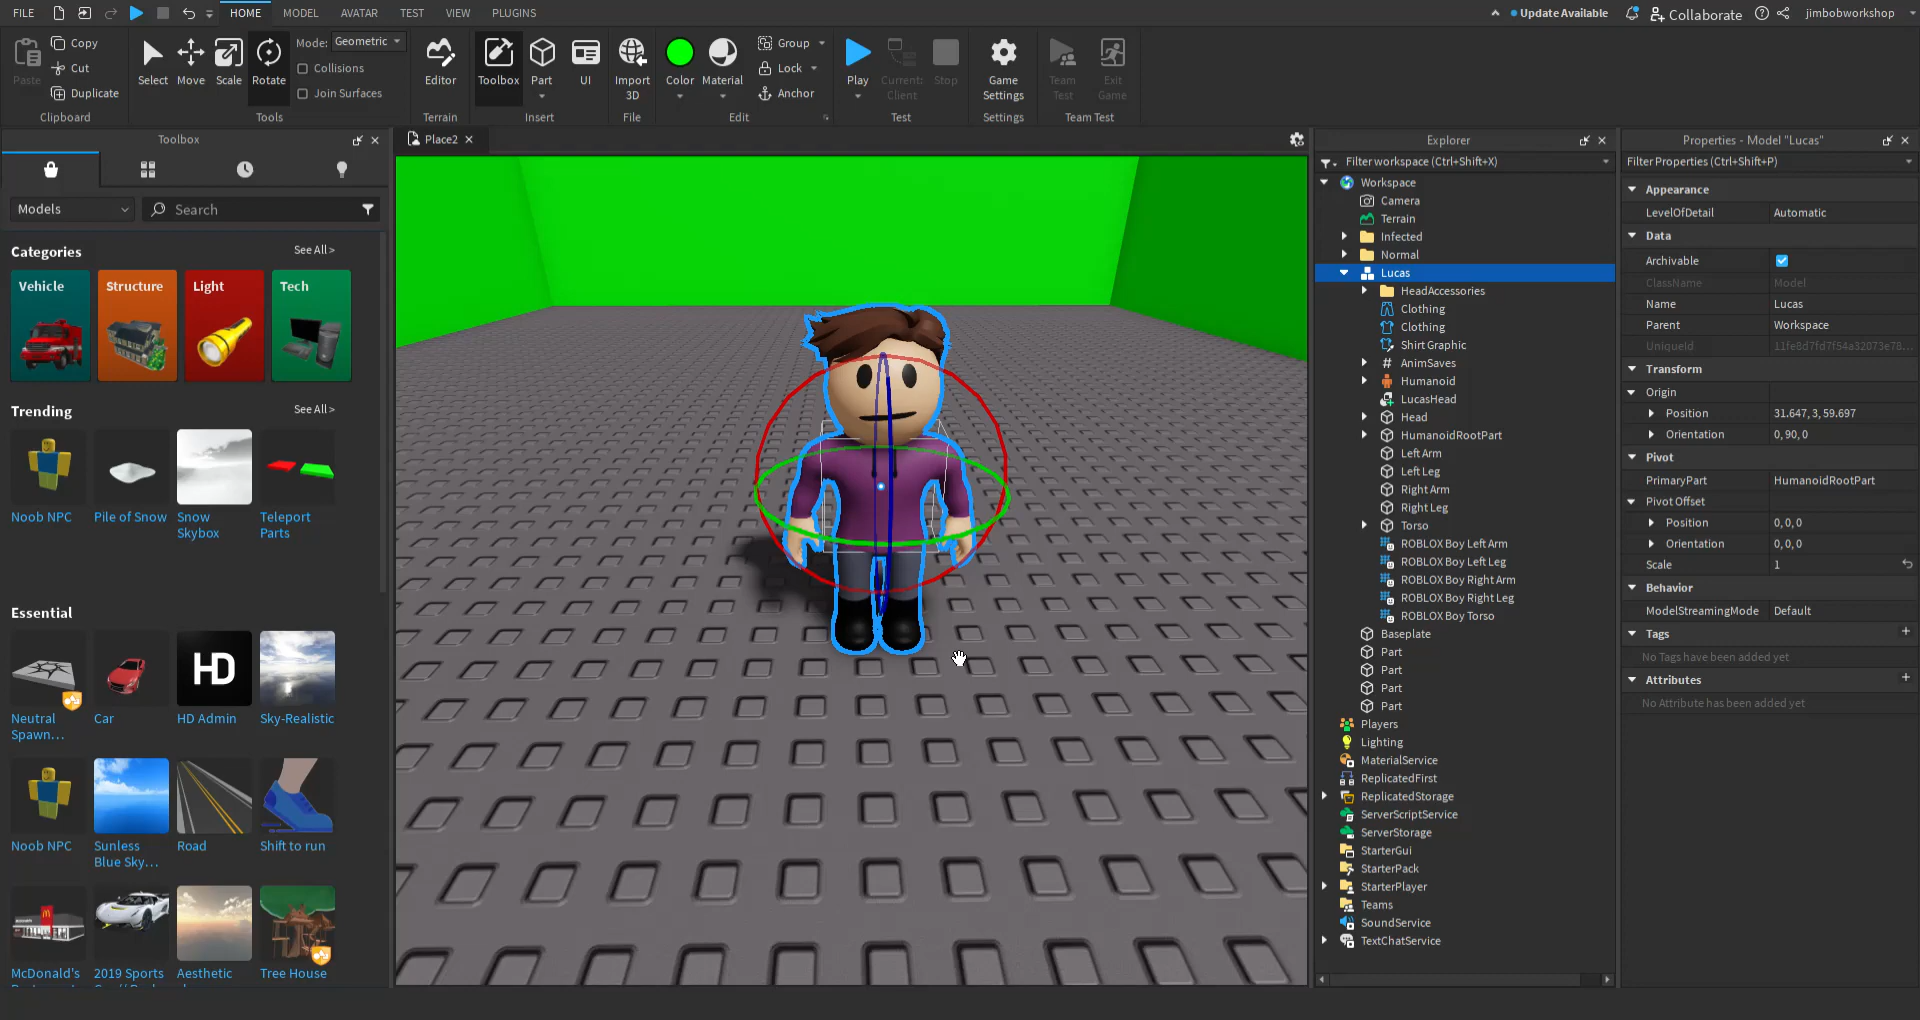 FILE
HOME
MODEL
AVATAR
TEST
VIEW
PLUGINS
Update Available
Collaborate
jimbobworkshop
Paste
Copy
Cut
Duplicate
Clipboard
Select
Move
Scale
Rotate
Mode: Geometric
Collisions
Join Surfaces
Tools
Editor
Terrain
Toolbox
Part
UI
Insert
Import
3D
File
Color
Material
Group
Lock
Anchor
Edit
Play
Current:
Client
Stop
Test
Game
Settings
Settings
Team
Test
Exit
Game
Team Test
Toolbox
Models
Search
Categories
See All >
Vehicle
Structure
Light
Tech
Trending
See All >
Noob NPC
Pile of Snow
Snow
Skybox
Teleport
Parts
Essential
HD
Neutral
Spawn...
Car
HD Admin
Sky-Realistic
Noob NPC
Sunless
Blue Sky...
Road
Shift to run
McDonald's
2019 Sports
Aesthetic
Tree House
Place2
Explorer
Filter workspace (Ctrl+Shift+X)
Workspace
Camera
Terrain
Infected
Normal
Lucas
HeadAccessories
Clothing
Clothing
Shirt Graphic
AnimSaves
Humanoid
LucasHead
Head
HumanoidRootPart
Left Arm
Left Leg
Right Arm
Right Leg
Torso
ROBLOX Boy Left Arm
ROBLOX Boy Left Leg
ROBLOX Boy Right Arm
ROBLOX Boy Right Leg
ROBLOX Boy Torso
Baseplate
Part
Part
Part
Part
Players
Lighting
MaterialService
ReplicatedFirst
ReplicatedStorage
ServerScriptService
ServerStorage
StarterGui
StarterPack
StarterPlayer
Teams
SoundService
TextChatService
Properties - Model "Lucas"
Filter Properties (Ctrl+Shift+P)
Appearance
LevelOfDetail Automatic
Data
Archivable
ClassName Model
Name Lucas
Parent Workspace
UniqueId 11fe8d7fd7f54a32073e78...
Transform
Origin
Position 31.647, 3, 59.697
Orientation 0, 90, 0
Pivot
PrimaryPart HumanoidRootPart
Pivot Offset
Position 0, 0, 0
Orientation 0, 0, 0
Scale 1
Behavior
ModelStreamingMode Default
Tags
No Tags have been added yet
Attributes
No Attribute has been added yet